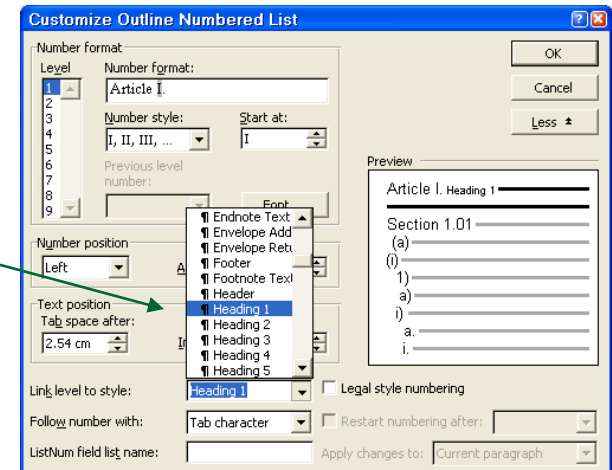 Customize Outline Numbered List
Number format
Level
Number format:
OK
1
2
3
4
5
6
7
8
9
Article I.
Cancel
Number style:
Start at:
I, II, III, ...
I
Less
Previous level
number:
Preview
Font...
Article I. Heading 1
Section 1.01
(a)
(i)
1)
a)
i)
a.
i.
¶ Endnote Text
¶ Envelope Add
¶ Envelope Retu
¶ Footer
¶ Footnote Text
¶ Header
¶ Heading 1
¶ Heading 2
¶ Heading 3
¶ Heading 4
¶ Heading 5
Number position
Left
A
Text position
Tab space after:
2.54 cm
Link level to style:
Heading 1
Legal style numbering
Follow number with:
Tab character
Restart numbering after:
ListNum field list name:
Apply changes to:
Current paragraph